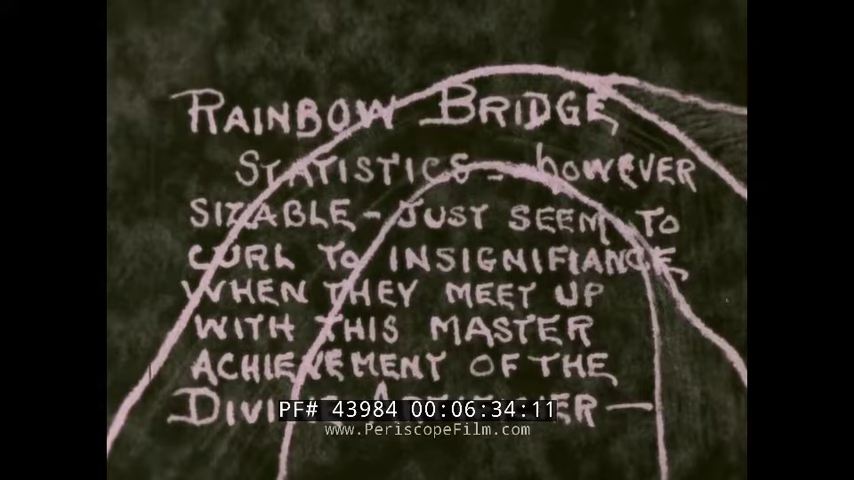 RAINBOW BRIDGE
STATISTICS - however
SIZABLE - JUST SEEM TO
CURL TO INSIGNIFIANCE,
WHEN THEY MEET UP
WITH THIS MASTER
ACHIEVEMENT OF THE
PF# 43984 00:06:34:11
www.PeriscopeFilm.com